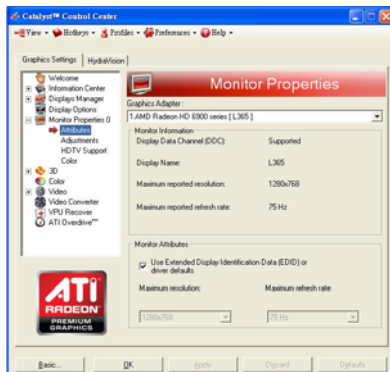 Catalyst™ Control Center
View Hotkeys Profiles Preferences Help
Graphics Settings HydraVision
Welcome
Information Center
Displays Manager
Display Options
Monitor Properties 0
Attributes
Adjustments
HDTV Support
Color
3D
Color
Video
Video Converter
VPU Recover
ATI Overdrive™
Monitor Properties
Graphics Adapter:
1.AMD Radeon HD 6900 series [ L365 ]
Monitor Information
Display Data Channel (DDC): Supported
Display Name: L365
Maximum reported resolution: 1280x768
Maximum reported refresh rate: 75 Hz
Monitor Attributes
Use Extended Display Identification Data (EDID) or
driver defaults
Maximum resolution: Maximum refresh rate:
1280x768 75 Hz
ATI
RADEON
PREMIUM
GRAPHICS
Basic... OK Apply Discard Defaults